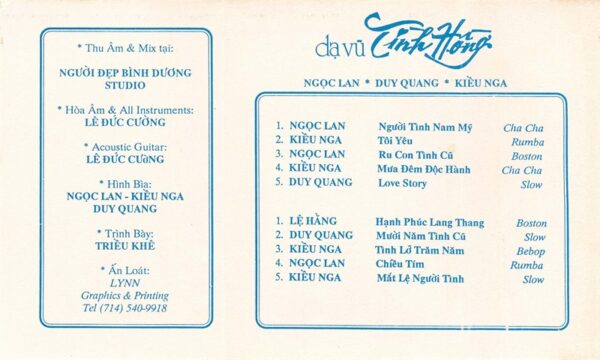 * Thu Âm & Mix tại:
NGƯỜI ĐẸP BÌNH DƯƠNG
STUDIO
* Hòa Âm & All Instruments:
LÊ ĐỨC CƯỜNG
* Acoustic Guitar:
LÊ ĐỨC CƯờNG
* Hình Bìa:
NGỌC LAN - KIỀU NGA
DUY QUANG
* Trình Bày:
TRIỀU KHÊ
* Ấn Loát:
LYNN
Graphics & Printing
Tel (714) 540-9918
dạ vũ Tình Hồng
NGỌC LAN * DUY QUANG * KIỀU NGA
1. NGỌC LAN Người Tình Nam Mỹ Cha Cha
2. KIỀU NGA Tôi Yêu Rumba
3. NGỌC LAN Ru Con Tình Cũ Boston
4. KIỀU NGA Mưa Đêm Độc Hành Cha Cha
5. DUY QUANG Love Story Slow
1. LỆ HẰNG Hạnh Phúc Lang Thang Boston
2. DUY QUANG Mười Năm Tình Cũ Slow
3. KIỀU NGA Tình Lở Trăm Năm Bebop
4. NGỌC LAN Chiều Tím Rumba
5. KIỀU NGA Mất Lệ Người Tình Slow